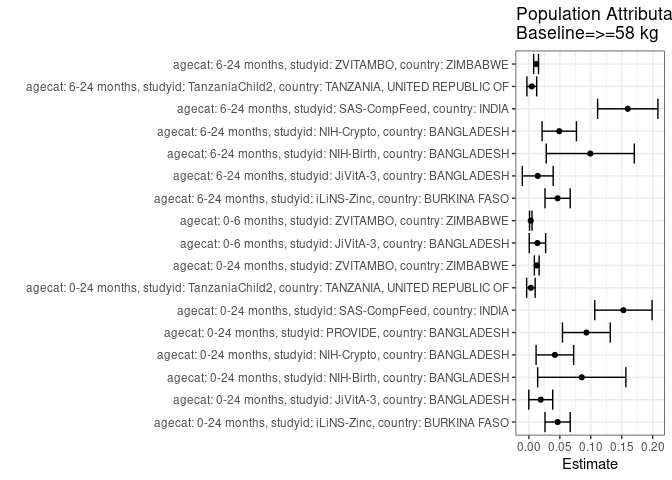 Population Attributa
Baseline=>=58 kg
agecat: 6-24 months, studyid: ZVITAMBO, country: ZIMBABWE
agecat: 6-24 months, studyid: TanzaniaChild2, country: TANZANIA, UNITED REPUBLIC OF
agecat: 6-24 months, studyid: SAS-CompFeed, country: INDIA
agecat: 6-24 months, studyid: NIH-Crypto, country: BANGLADESH
agecat: 6-24 months, studyid: NIH-Birth, country: BANGLADESH
agecat: 6-24 months, studyid: JiVitA-3, country: BANGLADESH
agecat: 6-24 months, studyid: iLiNS-Zinc, country: BURKINA FASO
agecat: 0-6 months, studyid: ZVITAMBO, country: ZIMBABWE
agecat: 0-6 months, studyid: JiVitA-3, country: BANGLADESH
agecat: 0-24 months, studyid: ZVITAMBO, country: ZIMBABWE
agecat: 0-24 months, studyid: TanzaniaChild2, country: TANZANIA, UNITED REPUBLIC OF
agecat: 0-24 months, studyid: SAS-CompFeed, country: INDIA
agecat: 0-24 months, studyid: PROVIDE, country: BANGLADESH
agecat: 0-24 months, studyid: NIH-Crypto, country: BANGLADESH
agecat: 0-24 months, studyid: NIH-Birth, country: BANGLADESH
agecat: 0-24 months, studyid: JiVitA-3, country: BANGLADESH
agecat: 0-24 months, studyid: iLiNS-Zinc, country: BURKINA FASO
0.00 0.05 0.10 0.15 0.20
Estimate